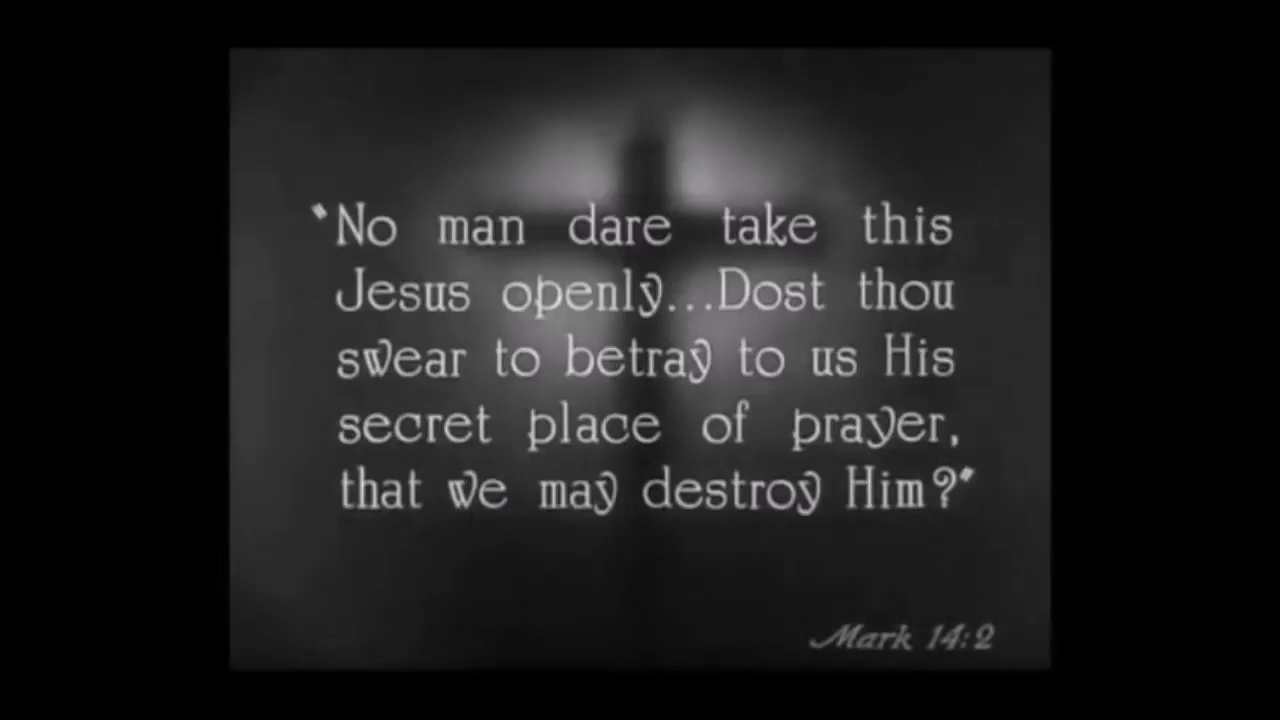 "No man dare take this
Jesus openly...Dost thou
swear to betray to us His
secret place of prayer,
that we may destroy Him?"
Mark 14:2